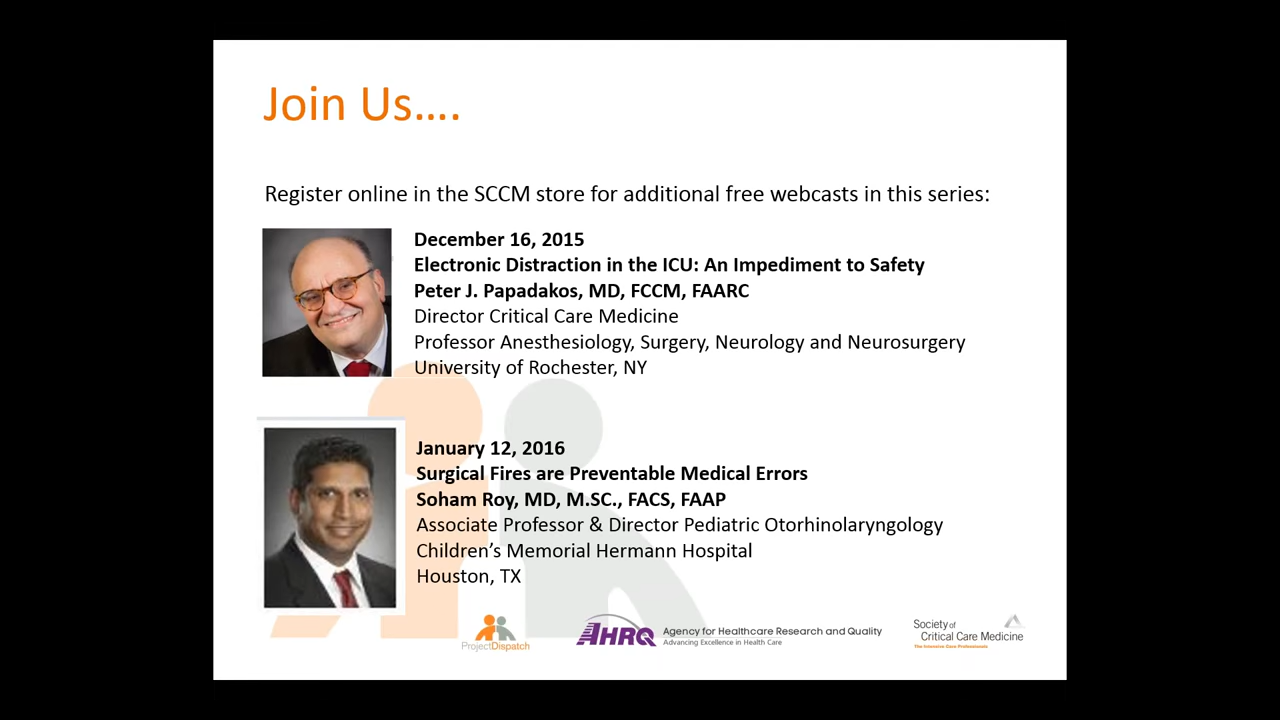 Join Us....
Register online in the SCCM store for additional free webcasts in this series:
December 16, 2015
Electronic Distraction in the ICU: An Impediment to Safety
Peter J. Papadakos, MD, FCCM, FAARC
Director Critical Care Medicine
Professor Anesthesiology, Surgery, Neurology and Neurosurgery
University of Rochester, NY
January 12, 2016
Surgical Fires are Preventable Medical Errors
Soham Roy, MD, M.SC., FACS, FAAP
Associate Professor & Director Pediatric Otorhinolaryngology
Children’s Memorial Hermann Hospital
Houston, TX
ProjectDispatch
AHRQ
Agency for Healthcare Research and Quality
Advancing Excellence in Health Care
Society of
Critical Care Medicine
The Intensive Care Professionals